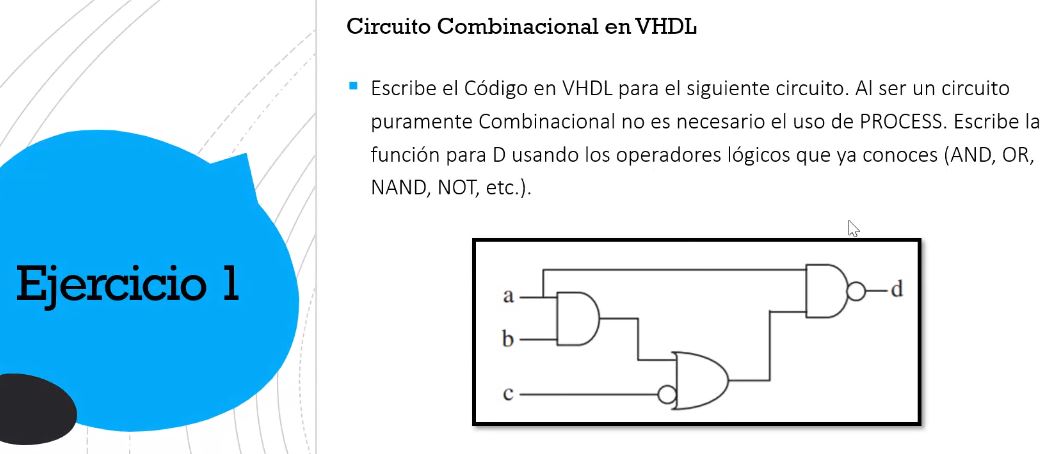 Circuito Combinacional en VHDL
Escribe el Código en VHDL para el siguiente circuito. Al ser un circuito
puramente Combinacional no es necesario el uso de PROCESS. Escribe la
función para D usando los operadores lógicos que ya conoces (AND, OR,
NAND, NOT, etc.).
Ejercicio 1
a
b
c
d